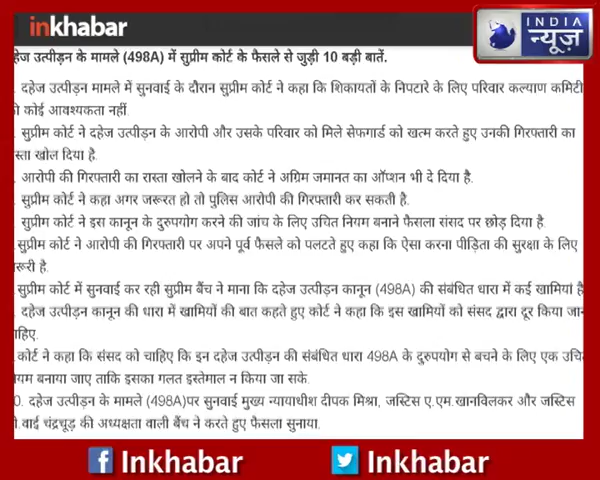 inkhabar
INDIA
न्यूज़
हेज उत्पीड़न के मामले (498A) में सुप्रीम कोर्ट के फैसले से जुड़ी 10 बड़ी बातें.
. दहेज उत्पीड़न मामले में सुनवाई के दौरान सुप्रीम कोर्ट ने कहा कि शिकायतों के निपटारे के लिए परिवार कल्याण कमिटी
कोई आवश्यकता नहीं.
. सुप्रीम कोर्ट ने दहेज उत्पीड़न के आरोपी और उसके परिवार को मिले सेफगार्ड को खत्म करते हुए उनकी गिरफ्तारी का
स्ता खोल दिया है.
. आरोपी की गिरफ्तारी का रास्ता खोलने के बाद कोर्ट ने अग्रिम जमानत का ऑप्शन भी दे दिया है.
. सुप्रीम कोर्ट ने कहा अगर जरूरत हो तो पुलिस आरोपी की गिरफ्तारी कर सकती है.
सुप्रीम कोर्ट ने इस कानून के दुरुपयोग करने की जांच के लिए उचित नियम बनाने फैसला संसद पर छोड़ दिया है.
सुप्रीम कोर्ट ने आरोपी की गिरफ्तारी पर अपने पूर्व फैसले को पलटते हुए कहा कि ऐसा करना पीड़िता की सुरक्षा के लिए
रूरी है.
सुप्रीम कोर्ट में सुनवाई कर रही सुप्रीम बैंच ने माना कि दहेज उत्पीड़न कानून (498A) की संबंधित धारा में कई खामियां है
. दहेज उत्पीड़न कानून की धारा में खामियों की बात कहते हुए कोर्ट ने कहा कि इस खामियों को संसद द्वारा दूर किया जान
ाहिए.
.कोर्ट ने कहा कि संसद को चाहिए कि इन दहेज उत्पीड़न की संबंधित धारा 498A के दुरुपयोग से बचने के लिए एक उचि
यम बनाया जाए ताकि इसका गलत इस्तेमाल न किया जा सके.
0. दहेज उत्पीड़न के मामले (498A)पर सुनवाई मुख्य न्यायाधीश दीपक मिश्रा, जस्टिस ए.एम.खानविलकर और जस्टिस
.वाई चंद्रचूड़ की अध्यक्षता वाली बैंच ने करते हुए फैसला सुनाया.
Inkhabar
Inkhabar